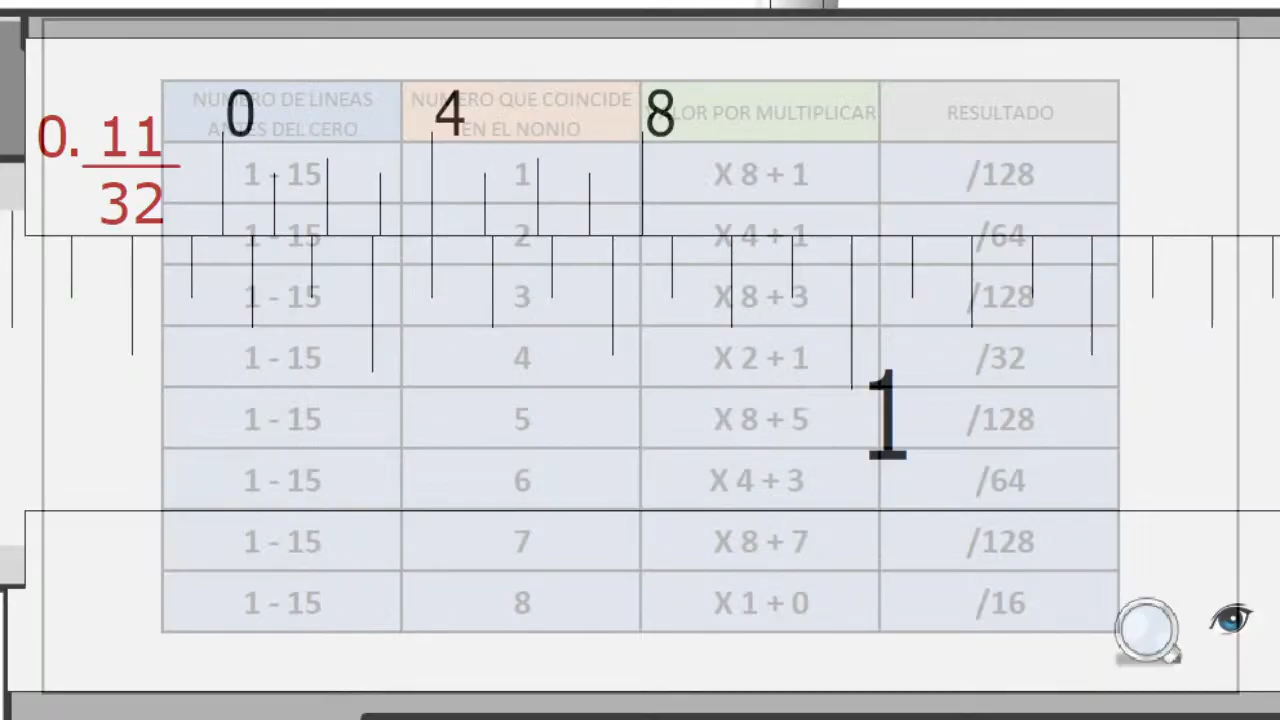 0 4 8
0. 11
32
NUMERO DE LINEAS ANTES DEL CERO NUMERO QUE COINCIDE EN EL NONIO VALOR POR MULTIPLICAR RESULTADO
1 - 15 1 X 8 + 1 /128
1 - 15 2 X 4 + 1 /64
1 - 15 3 X 8 + 3 /128
1 - 15 4 X 2 + 1 /32
1
1 - 15 5 X 8 + 5 /128
1 - 15 6 X 4 + 3 /64
1 - 15 7 X 8 + 7 /128
1 - 15 8 X 1 + 0 /16